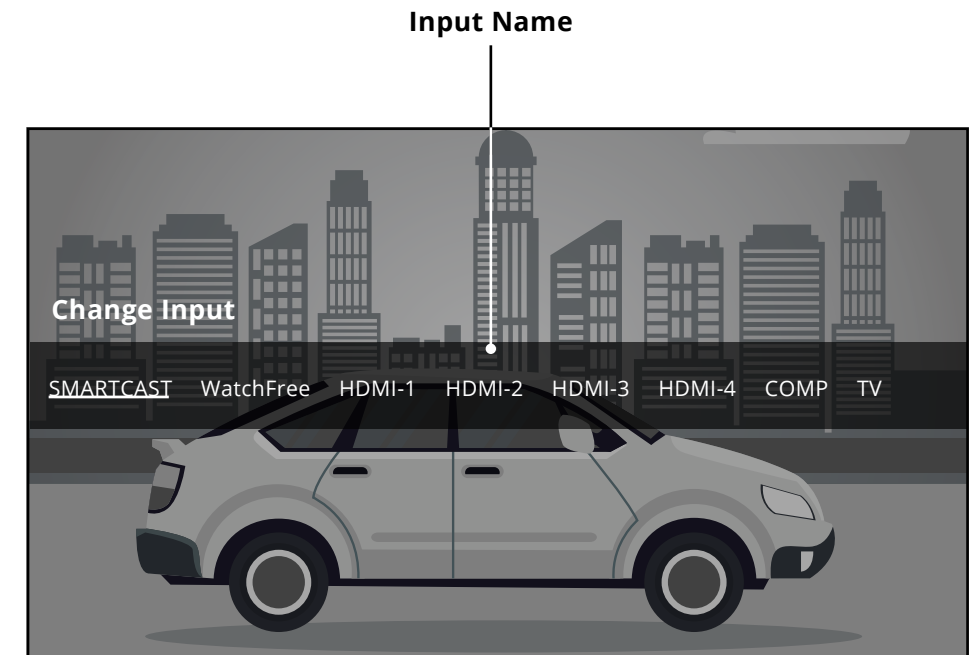 Input Name
Change Input
SMARTCAST WatchFree HDMI-1 HDMI-2 HDMI-3 HDMI-4 COMP TV